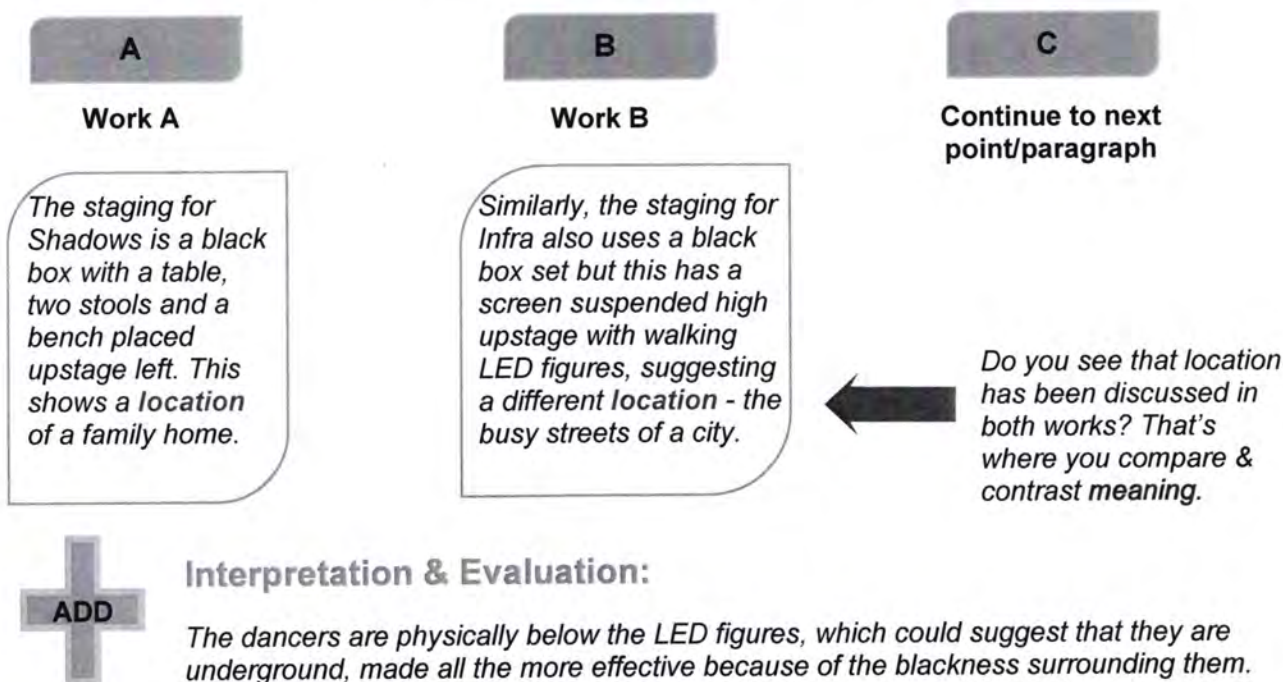 A
B
C
Work A
Work B
Continue to next
point/paragraph
The staging for
Shadows is a black
box with a table,
two stools and a
bench placed
upstage left. This
shows a location
of a family home.
Similarly, the staging for
Infra also uses a black
box set but this has a
screen suspended high
upstage with walking
LED figures, suggesting
a different location - the
busy streets of a city.
Do you see that location
has been discussed in
both works? That's
where you compare &
contrast meaning.
ADD
Interpretation & Evaluation:
The dancers are physically below the LED figures, which could suggest that they are
underground, made all the more effective because of the blackness surrounding them.